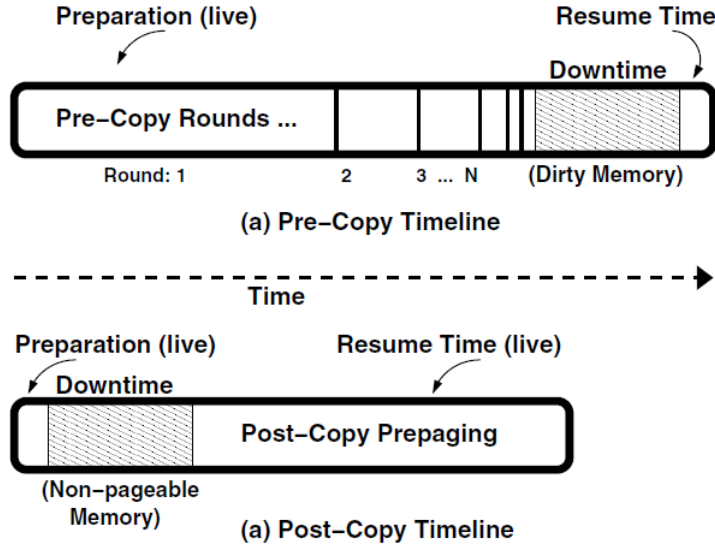 Preparation (live)
Resume Time
Downtime
Pre−Copy Rounds ...
Round: 1
2
3 ... N
(Dirty Memory)
(a) Pre−Copy Timeline
Time
Preparation (live)
Resume Time (live)
Downtime
Post−Copy Prepaging
(Non−pageable
Memory)
(a) Post−Copy Timeline